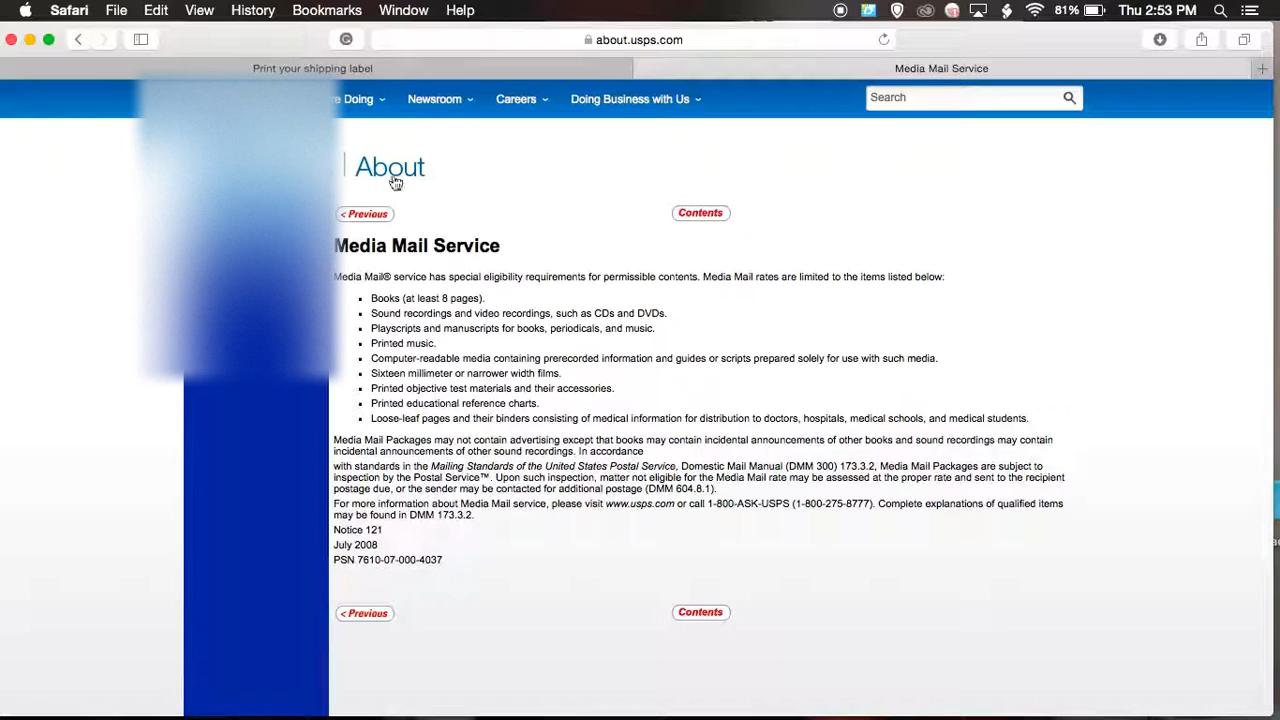 Safari File Edit View History Bookmarks Window Help 81% Thu 2:53 PM
about.usps.com
Print your shipping label Media Mail Service
re Doing Newsroom Careers Doing Business with Us Search
About
< Previous Contents
Media Mail Service
Media Mail® service has special eligibility requirements for permissible contents. Media Mail rates are limited to the items listed below:
Books (at least 8 pages).
Sound recordings and video recordings, such as CDs and DVDs.
Playscripts and manuscripts for books, periodicals, and music.
Printed music.
Computer-readable media containing prerecorded information and guides or scripts prepared solely for use with such media.
Sixteen millimeter or narrower width films.
Printed objective test materials and their accessories.
Printed educational reference charts.
Loose-leaf pages and their binders consisting of medical information for distribution to doctors, hospitals, medical schools, and medical students.
Media Mail Packages may not contain advertising except that books may contain incidental announcements of other books and sound recordings may contain
incidental announcements of other sound recordings. In accordance
with standards in the Mailing Standards of the United States Postal Service, Domestic Mail Manual (DMM 300) 173.3.2, Media Mail Packages are subject to
inspection by the Postal Service™. Upon such inspection, matter not eligible for the Media Mail rate may be assessed at the proper rate and sent to the recipient
postage due, or the sender may be contacted for additional postage (DMM 604.8.1).
For more information about Media Mail service, please visit www.usps.com or call 1-800-ASK-USPS (1-800-275-8777). Complete explanations of qualified items
may be found in DMM 173.3.2.
Notice 121
July 2008
PSN 7610-07-000-4037
< Previous Contents